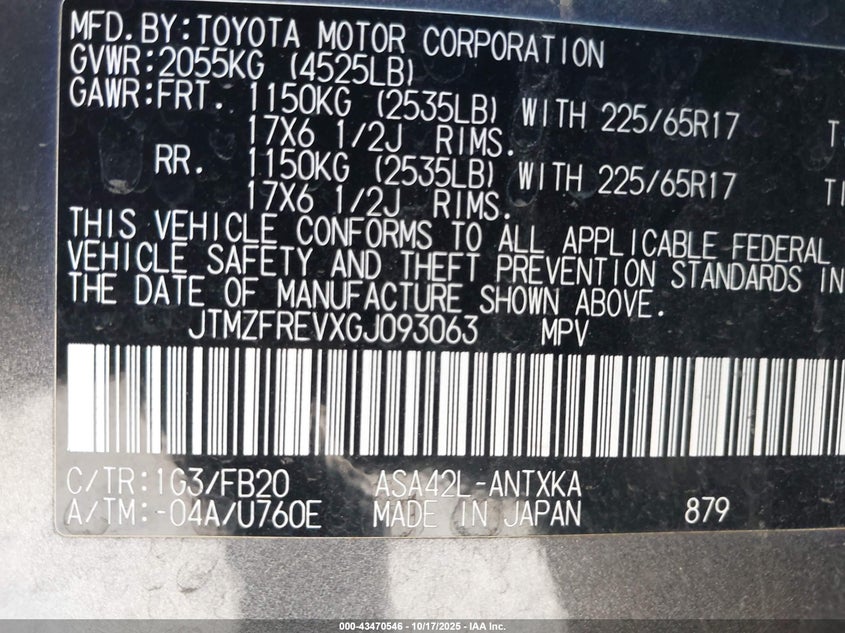 MFD.BY:TOYOTA MOTOR CORPORATION
GVWR:2055KG (4525LB)
GAWR:FRT. 1150KG (2535LB) WITH 225/65R17
17X6 1/2J RIMS.
RR. 1150KG (2535LB) WITH 225/65R17
17X6 1/2J RIMS.
THIS VEHICLE CONFORMS TO ALL APPLICABLE FEDERAL
VEHICLE SAFETY AND THEFT PREVENTION STANDARDS IN
THE DATE OF MANUFACTURE SHOWN ABOVE.
JTMZFREVXGJ093063 MPV
C/TR:1G3/FB20 ASA42L-ANTXKA
A/TM:-04A/U760E MADE IN JAPAN 879
000-43470546 - 10/17/2025 - IAA Inc.